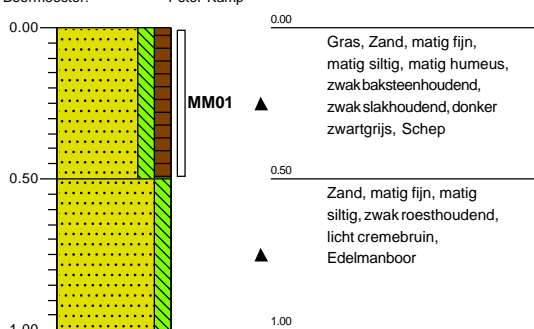 Boormeester: Peter Kamp
0.00
0.00
Gras, Zand, matig fijn,
matig siltig, matig humeus,
zwak baksteenhoudend,
zwak slakhoudend, donker
zwartgrijs, Schep
MM01
0.50
0.50
Zand, matig fijn, matig
siltig, zwak roesthoudend,
licht cremebruin,
Edelmanboor
1.00
1.00